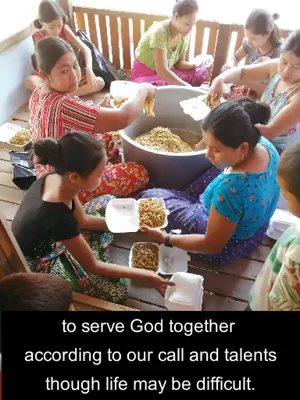 to serve God together
according to our call and talents
though life may be difficult.